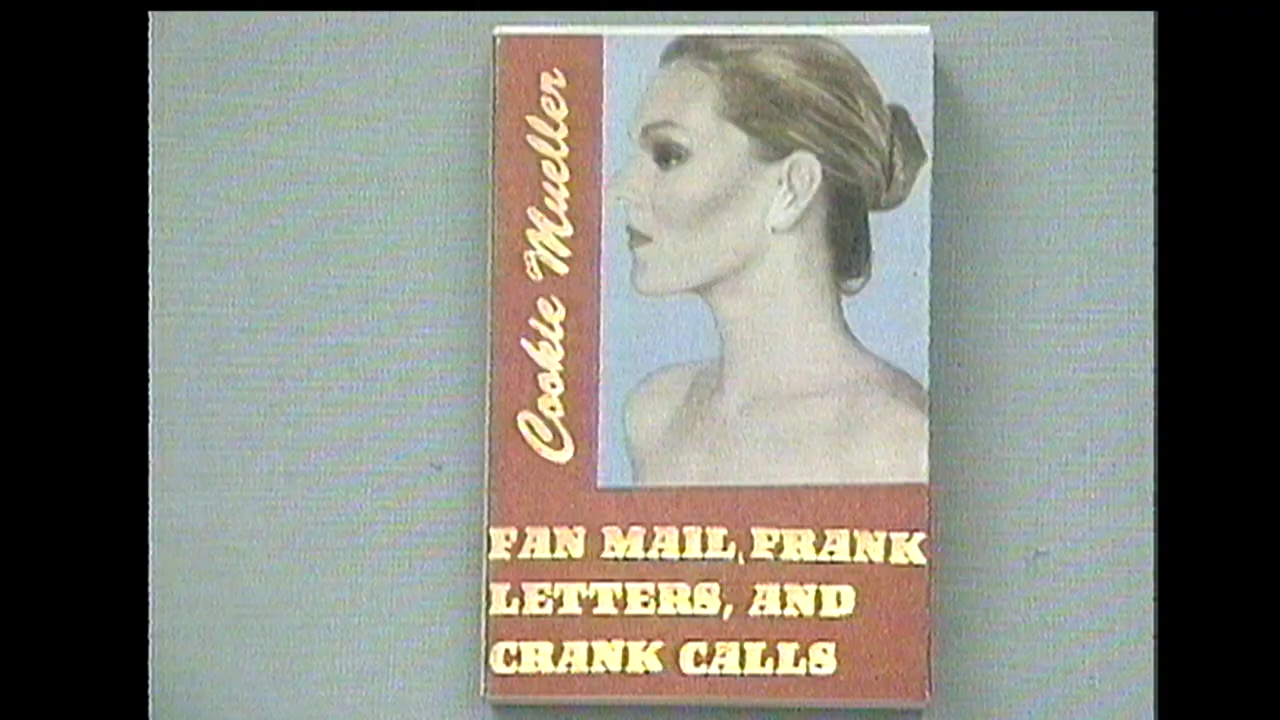 Cookie Mueller
FAN MAIL, FRANK
LETTERS, AND
CRANK CALLS